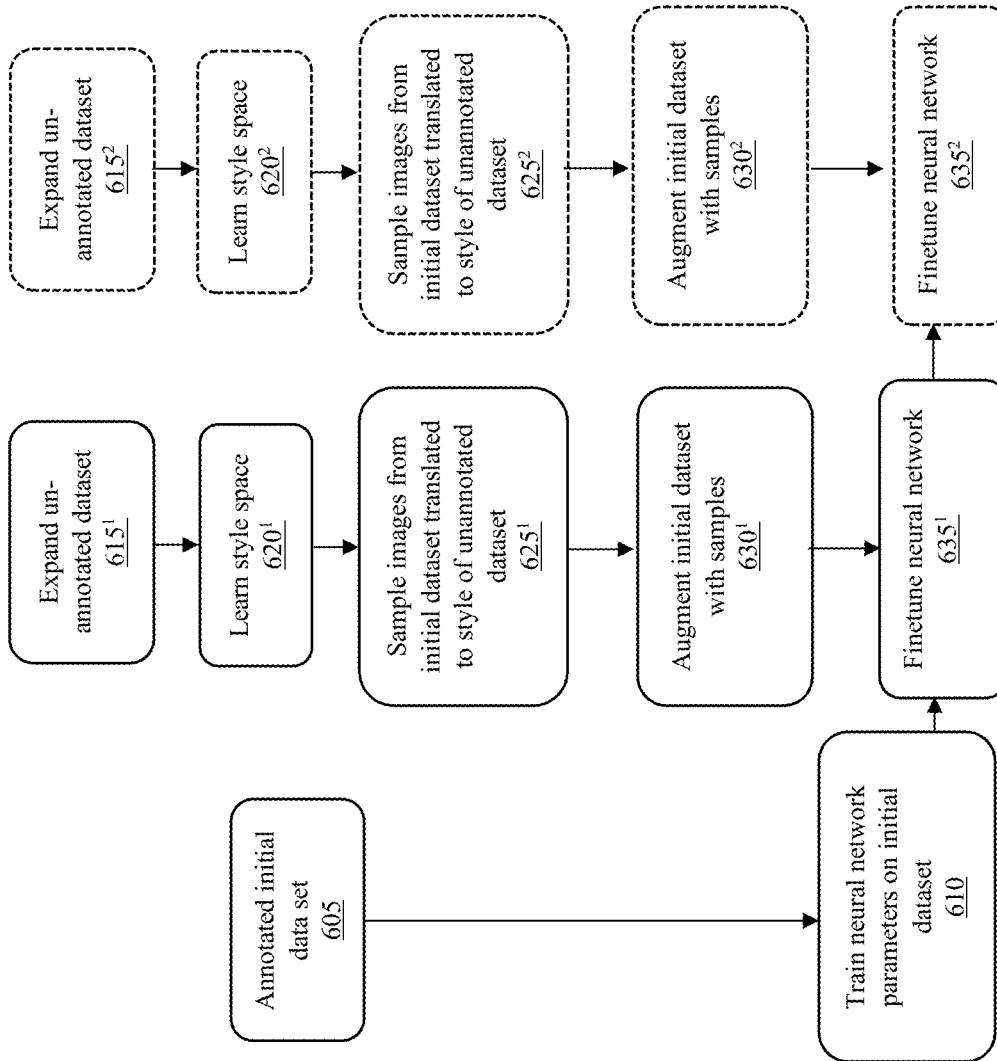 Annotated initial
data set
605
Train neural network
parameters on initial
dataset
610
Expand un-
annotated dataset
615¹
Learn style space
620¹
Sample images from
initial dataset translated
to style of unannotated
dataset
625¹
Augment initial dataset
with samples
630¹
Finetune neural network
635¹
Expand un-
annotated dataset
615²
Learn style space
620²
Sample images from
initial dataset translated
to style of unannotated
dataset
625²
Augment initial dataset
with samples
630²
Finetune neural network
635²